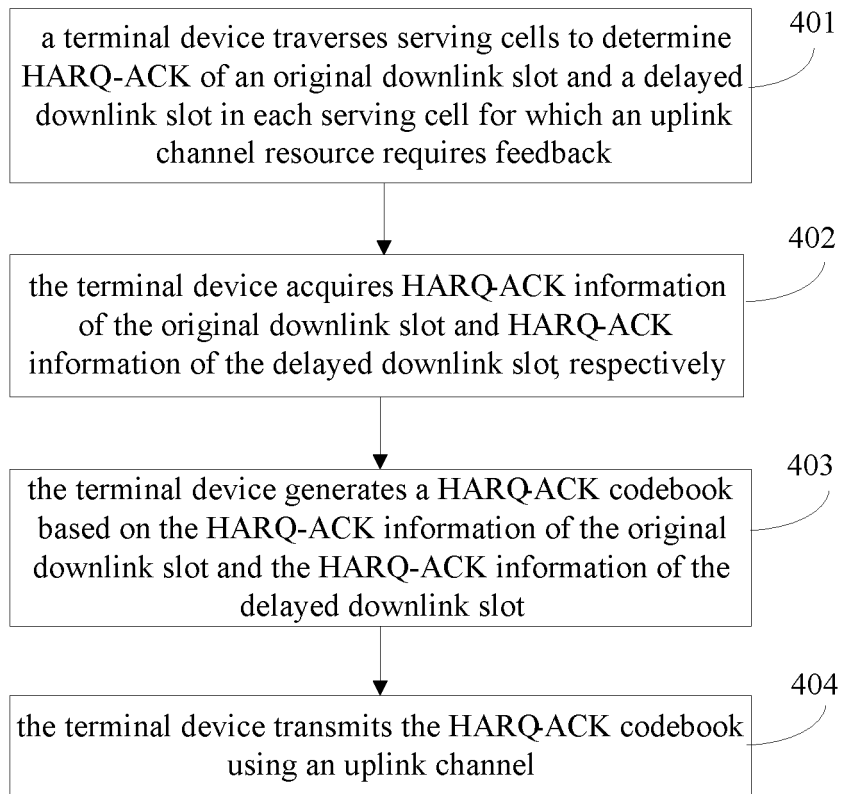 a terminal device traverses serving cells to determine
HARQ-ACK of an original downlink slot and a delayed
downlink slot in each serving cell for which an uplink
channel resource requires feedback
401
the terminal device acquires HARQ-ACK information
of the original downlink slot and HARQ-ACK
information of the delayed downlink slot, respectively
402
the terminal device generates a HARQ-ACK codebook
based on the HARQ-ACK information of the original
downlink slot and the HARQ-ACK information of the
delayed downlink slot
403
the terminal device transmits the HARQ-ACK codebook
using an uplink channel
404